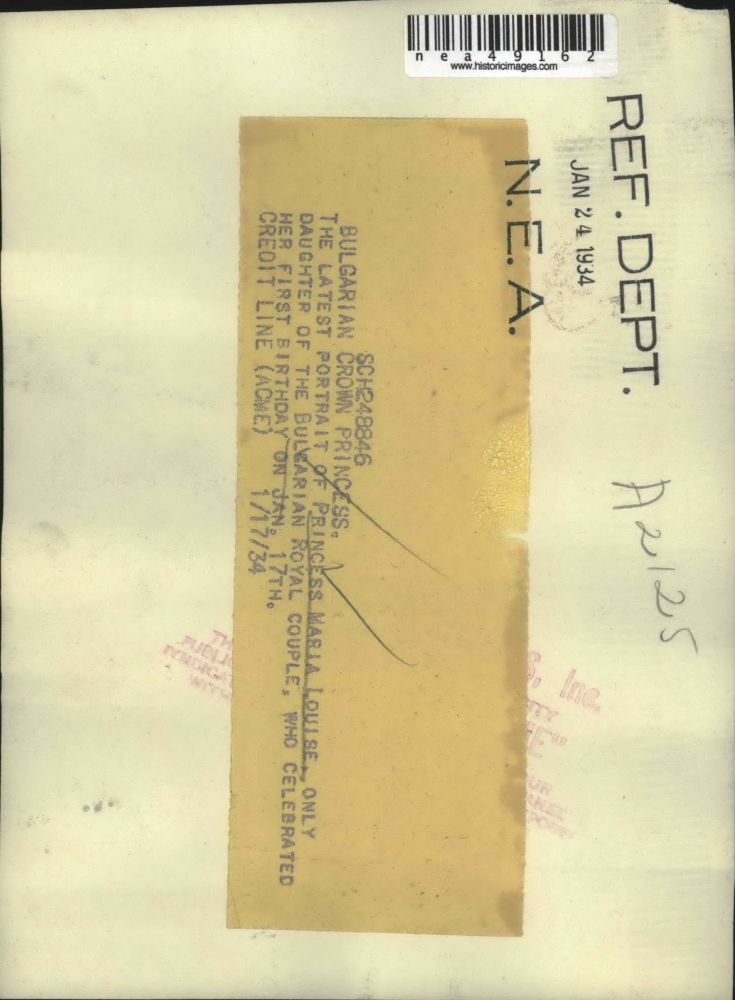 nea49162
www.historicimages.com
REF. DEPT.
JAN 24 1934
N. E. A.
A2125
SCH248846
BULGARIAN CROWN PRINCESS.
THE LATEST PORTRAIT OF PRINCESS MARIA LOUISE, ONLY
DAUGHTER OF THE BULGARIAN ROYAL COUPLE, WHO CELEBRATED
HER FIRST BIRTHDAY ON JAN. 17TH.
CREDIT LINE (ACME) 1/17/34
S, Inc.